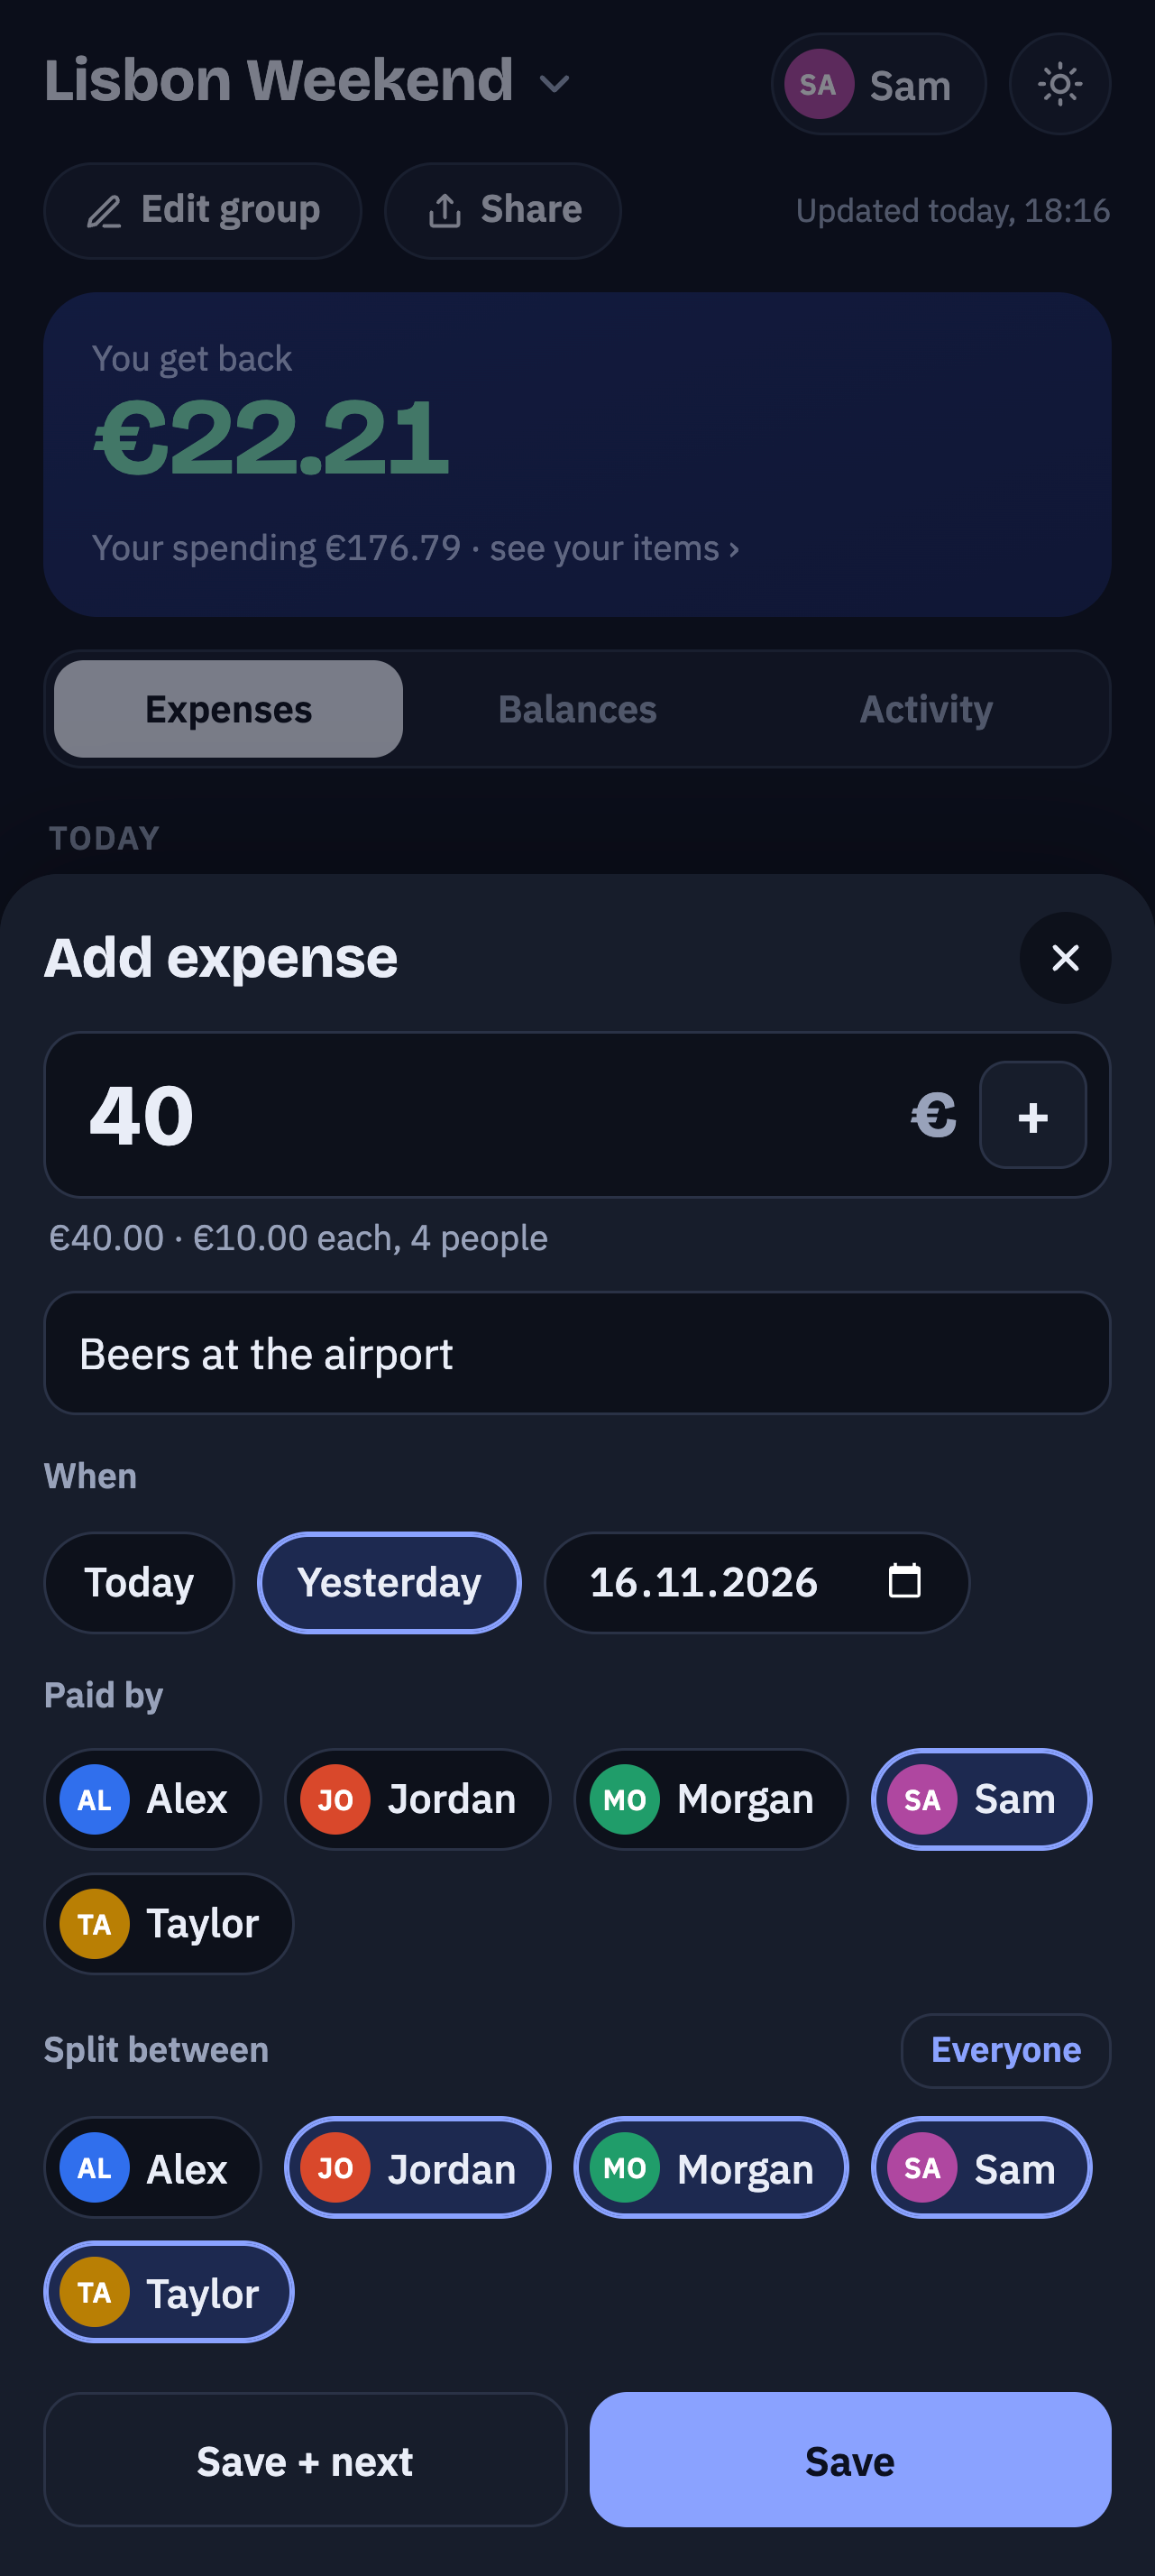 Lisbon Weekend
SA Sam
Edit group
Share
Updated today, 18:16
You get back
€22.21
Your spending €176.79 · see your items ›
Expenses
Balances
Activity
TODAY
Add expense
40
€
+
€40.00 · €10.00 each, 4 people
Beers at the airport
When
Today
Yesterday
16.11.2026
Paid by
AL Alex
JO Jordan
MO Morgan
SA Sam
TA Taylor
Split between
Everyone
AL Alex
JO Jordan
MO Morgan
SA Sam
TA Taylor
Save + next
Save